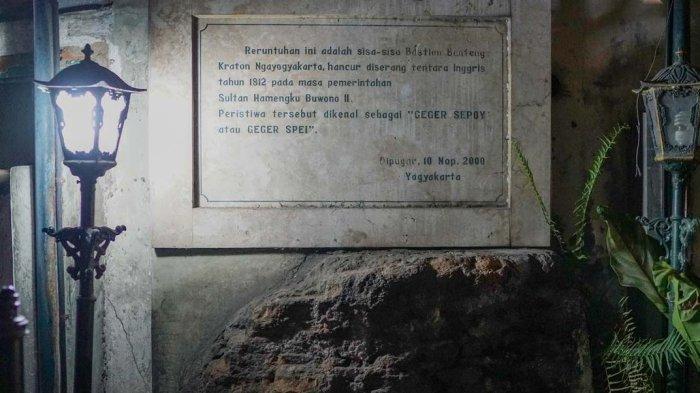 Reruntuhan ini adalah sisa-sisa Bastion Benteng
Kraton Ngayogyakarta, hancur diserang tentara Inggris
tahun 1812 pada masa pemerintahan
Sultan Hamengku Buwono II.
Peristiwa tersebut dikenal sebagai "GEGER SEPOY
atau GEGER SPEI".
Dipugar, 10 Nop. 2000
Yagyakarta